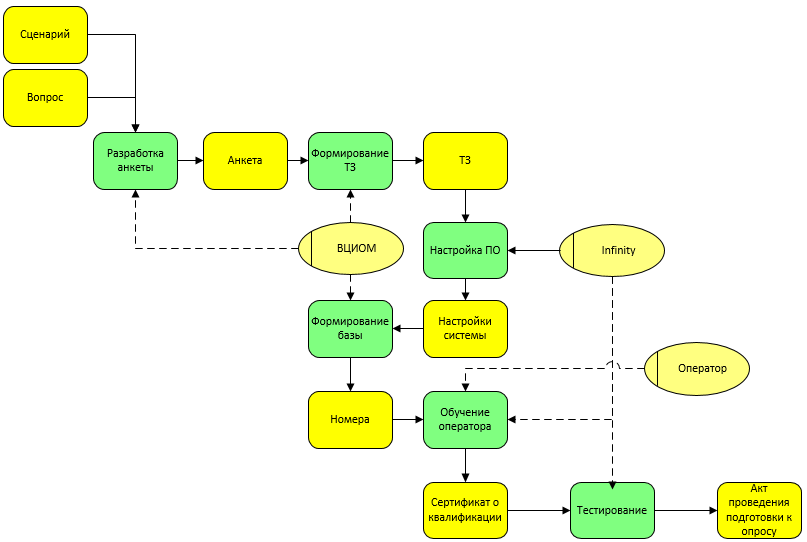 Сценарий
Вопрос
Разработка
анкеты
Анкета
Формирование
ТЗ
ТЗ
ВЦИОМ
Настройка ПО
Infinity
Формирование
базы
Настройки
системы
Оператор
Номера
Обучение
оператора
Сертификат о
квалификации
Тестирование
Акт
проведения
подготовки к
опросу